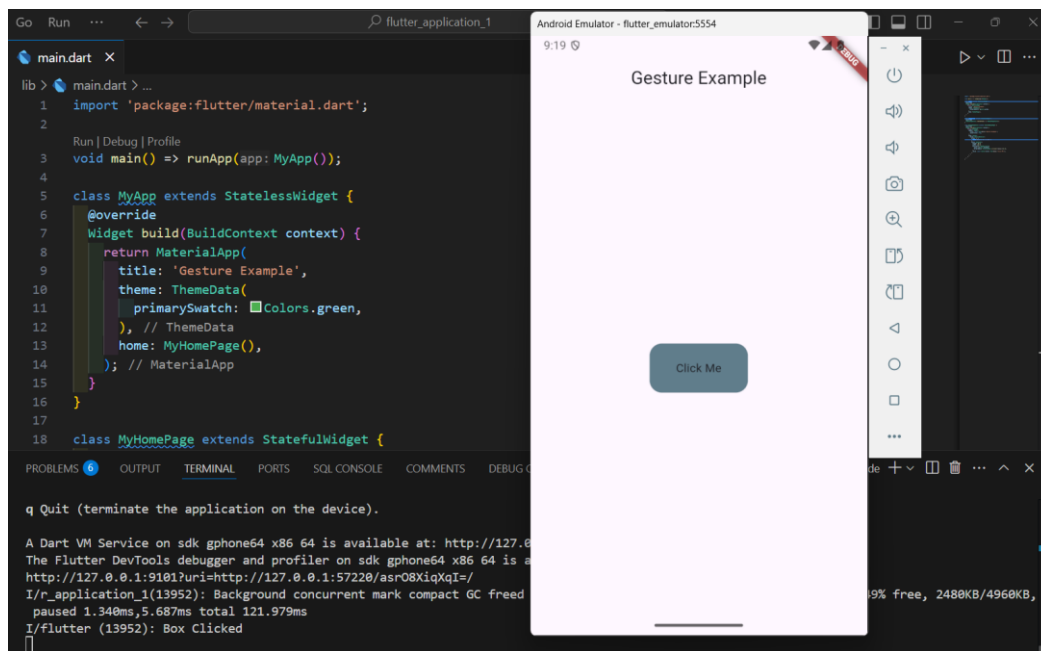 Go Run ··· ← → flutter_application_1
main.dart ×
lib > main.dart > ...
1 import 'package:flutter/material.dart';
2
Run | Debug | Profile
3 void main() => runApp(app: MyApp());
4
5 class MyApp extends StatelessWidget {
6 @override
7 Widget build(BuildContext context) {
8 return MaterialApp(
9 title: 'Gesture Example',
10 theme: ThemeData(
11 primarySwatch: Colors.green,
12 ), // ThemeData
13 home: MyHomePage(),
14 ); // MaterialApp
15 }
16 }
17
18 class MyHomePage extends StatefulWidget {
PROBLEMS 6 OUTPUT TERMINAL PORTS SQL CONSOLE COMMENTS DEBUG
q Quit (terminate the application on the device).
A Dart VM Service on sdk gphone64 x86 64 is available at: http://127.0
The Flutter DevTools debugger and profiler on sdk gphone64 x86 64 is a
http://127.0.0.1:9101?uri=http://127.0.0.1:57220/asrO8XiqXqI=/
I/r_application_1(13952): Background concurrent mark compact GC freed 49% free, 2480KB/4960KB,
paused 1.340ms,5.687ms total 121.979ms
I/flutter (13952): Box Clicked
Android Emulator - flutter_emulator:5554
9:19
Gesture Example
Click Me